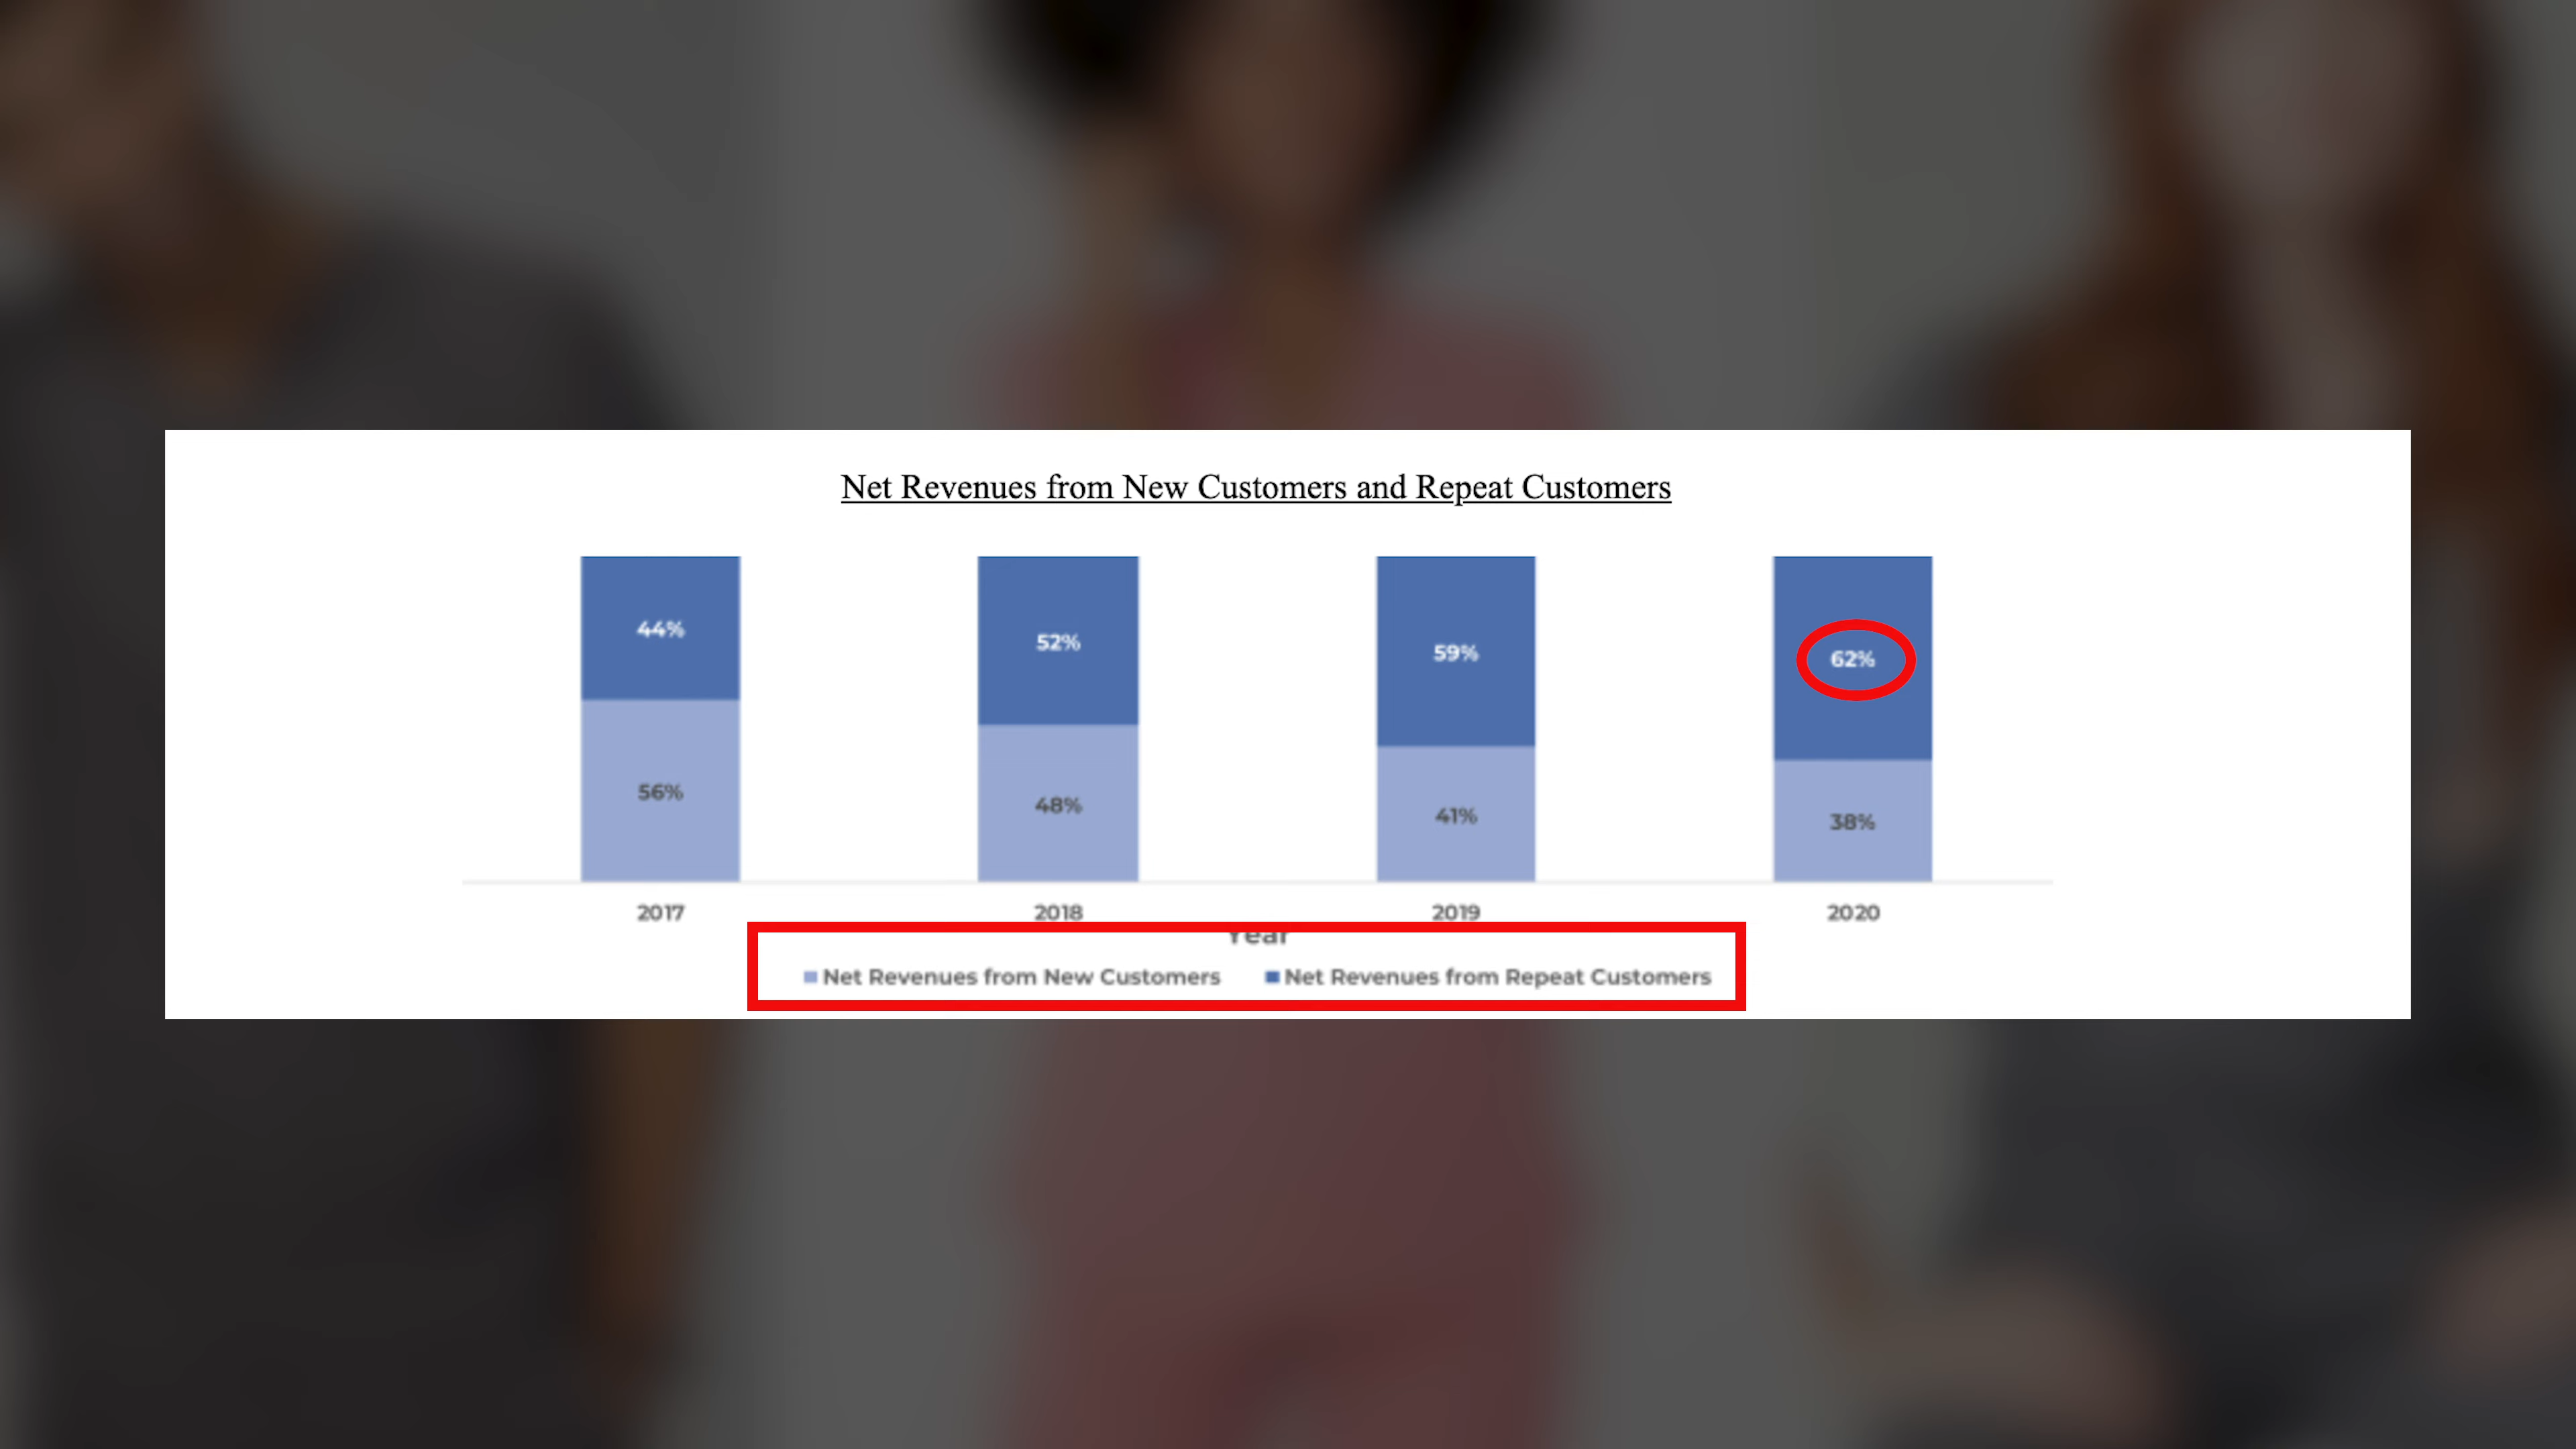 Net Revenues from New Customers and Repeat Customers
44% 52% 59% 62%
56% 48% 41% 38%
2017 2018 2019 2020
Year
Net Revenues from New Customers Net Revenues from Repeat Customers